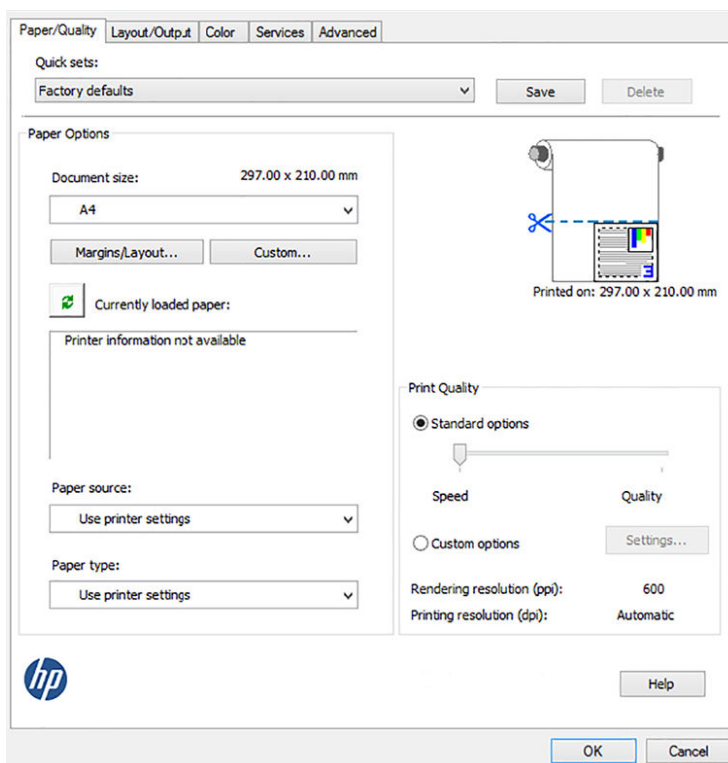 Paper/Quality Layout/Output Color Services Advanced
Quick sets:
Factory defaults Save Delete
Paper Options
Document size: 297.00 x 210.00 mm
A4
Margins/Layout... Custom...
Currently loaded paper:
Printer information not available
Printed on: 297.00 x 210.00 mm
Print Quality
Standard options
Speed Quality
Paper source:
Use printer settings
Custom options Settings...
Paper type:
Use printer settings
Rendering resolution (ppi): 600
Printing resolution (dpi): Automatic
hp
Help
OK Cancel